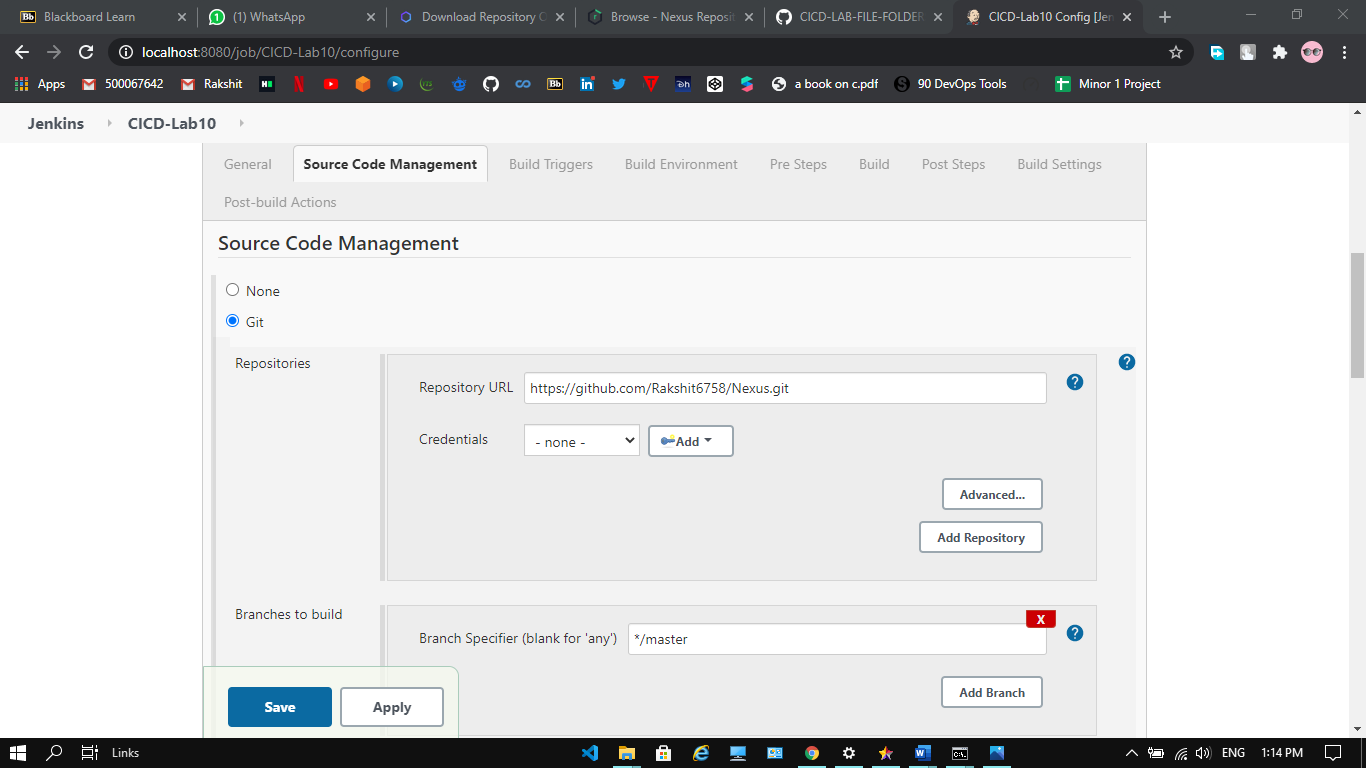 Blackboard Learn
(1) WhatsApp
Download Repository C
Browse - Nexus Reposit
CICD-LAB-FILE-FOLDER
CICD-Lab10 Config [Jen
localhost:8080/job/CICD-Lab10/configure
Apps 500067642 Rakshit a book on c.pdf 90 DevOps Tools Minor 1 Project
Jenkins CICD-Lab10
General Source Code Management Build Triggers Build Environment Pre Steps Build Post Steps Build Settings
Post-build Actions
Source Code Management
None
Git
Repositories
Repository URL https://github.com/Rakshit6758/Nexus.git
Credentials - none - Add
Advanced...
Add Repository
Branches to build
X
Branch Specifier (blank for 'any') */master
Add Branch
Save Apply
Links ENG 1:14 PM